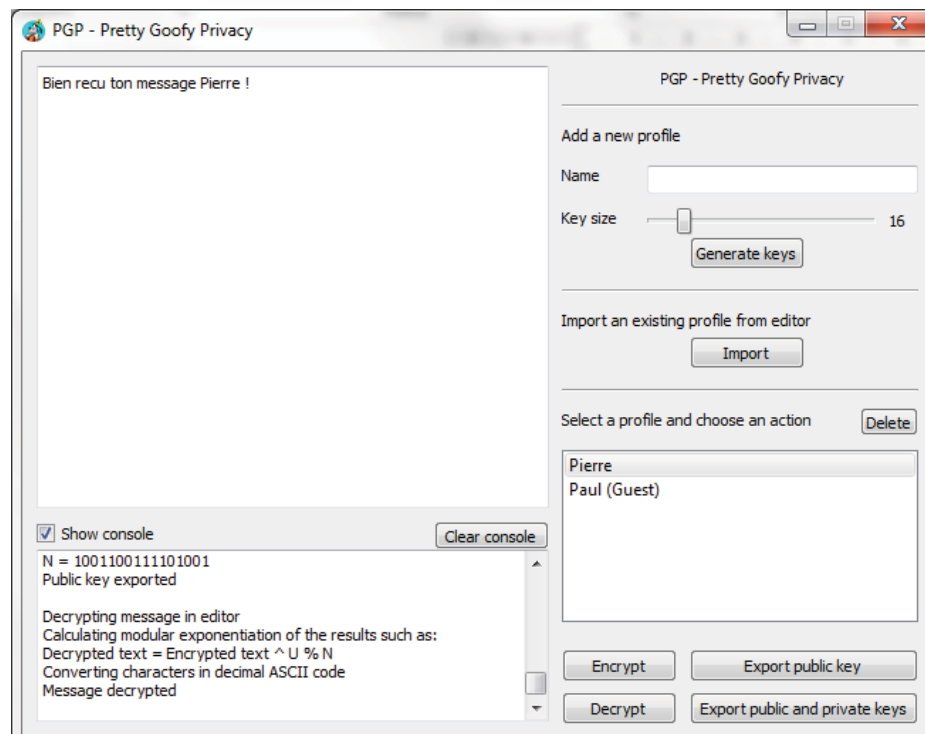 PGP - Pretty Goofy Privacy
Bien recu ton message Pierre !
PGP - Pretty Goofy Privacy
Add a new profile
Name
Key size 16
Generate keys
Import an existing profile from editor
Import
Select a profile and choose an action Delete
Pierre
Paul (Guest)
Show console Clear console
N = 1001100111101001
Public key exported
Decrypting message in editor
Calculating modular exponentiation of the results such as:
Decrypted text = Encrypted text ^ U % N
Converting characters in decimal ASCII code
Message decrypted
Encrypt Export public key
Decrypt Export public and private keys